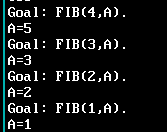 Goal: FIB(4,A).
A=5
Goal: FIB(3,A).
A=3
Goal: FIB(2,A).
A=2
Goal: FIB(1,A).
A=1